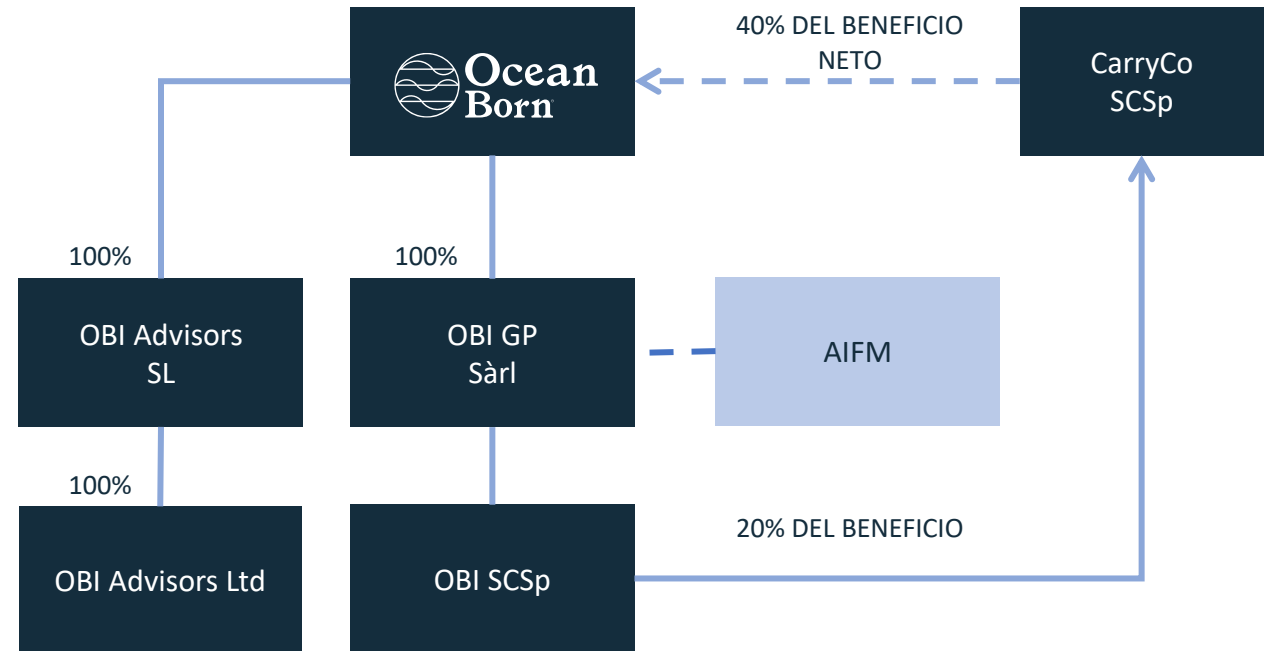 Ocean
Born
40% DEL BENEFICIO
NETO
CarryCo
SCSp
100%
100%
OBI Advisors
SL
OBI GP
Sàrl
AIFM
100%
OBI Advisors Ltd
OBI SCSp
20% DEL BENEFICIO